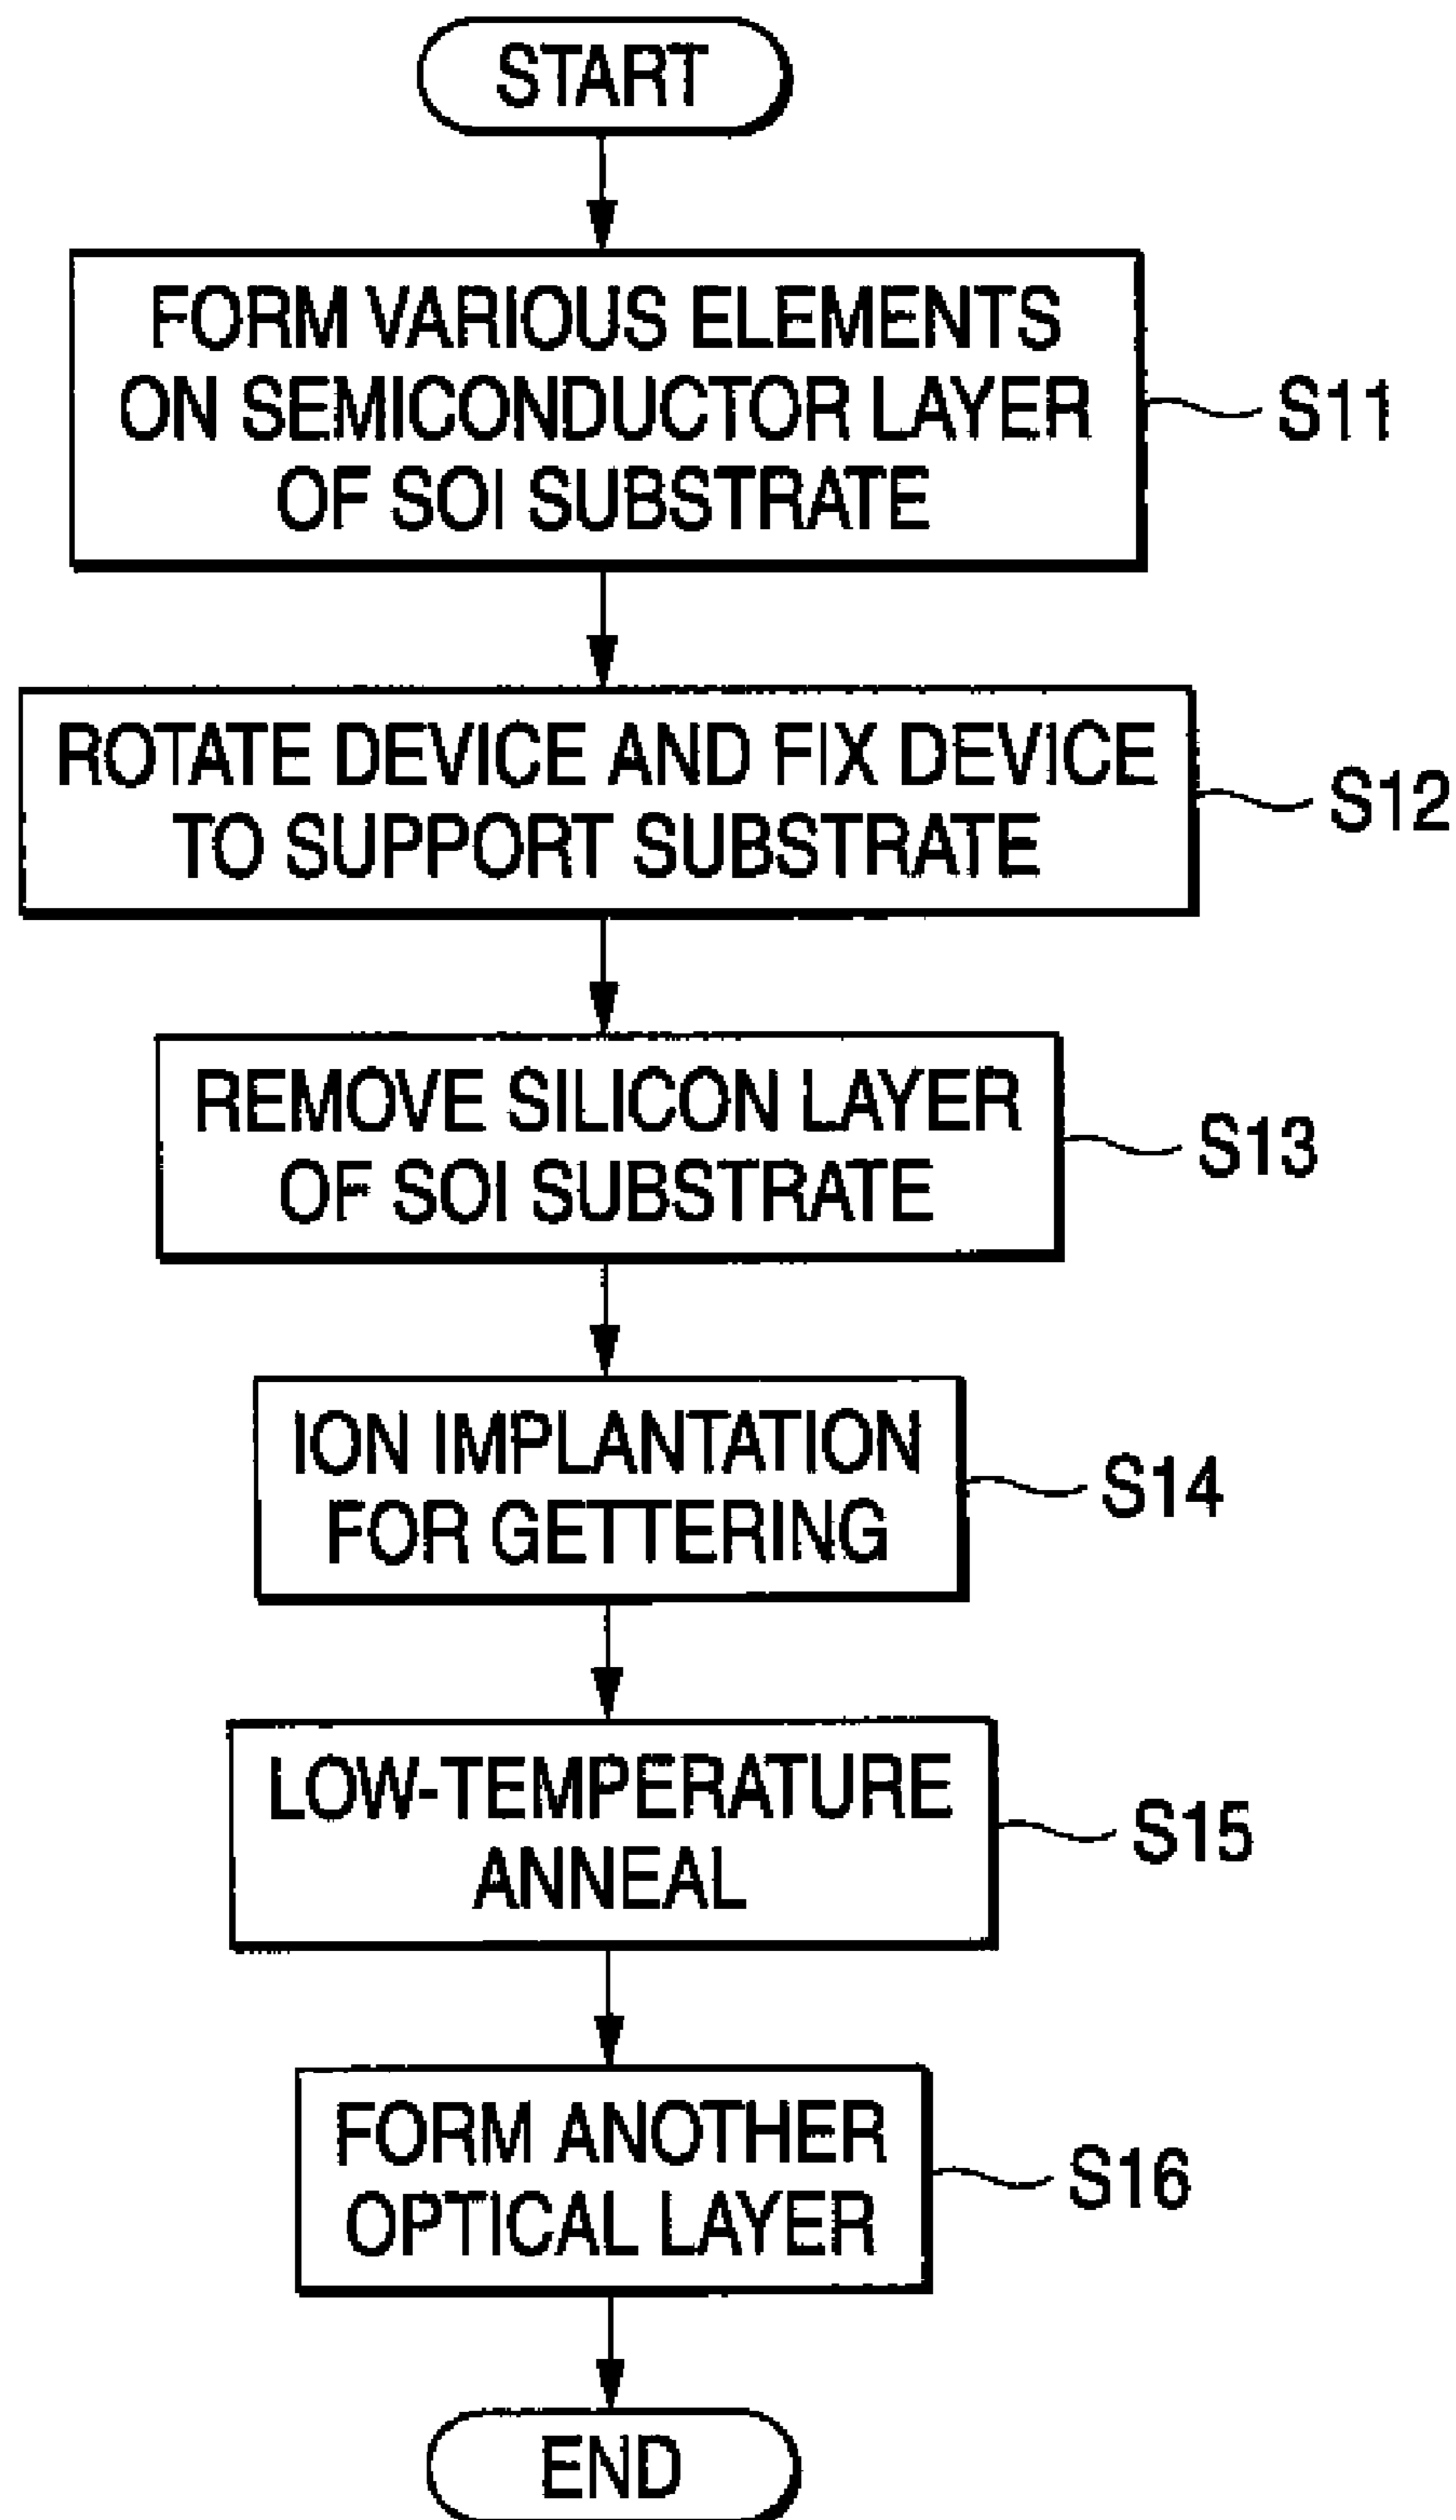 START
FORM VARIOUS ELEMENTS
ON SEMICONDUCTOR LAYER
OF SOI SUBSTRATE
S11
ROTATE DEVICE AND FIX DEVICE
TO SUPPORT SUBSTRATE
S12
REMOVE SILICON LAYER
OF SOI SUBSTRATE
S13
ION IMPLANTATION
FOR GETTERING
S14
LOW-TEMPERATURE
ANNEAL
S15
FORM ANOTHER
OPTICAL LAYER
S16
END